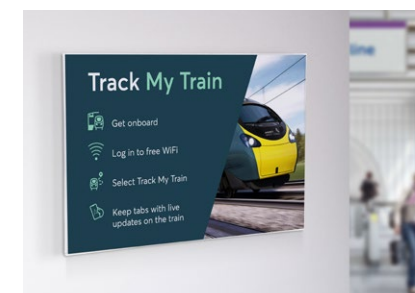 Track My Train
Get onboard
Log in to free WiFi
Select Track My Train
Keep tabs with live
updates on the train
line